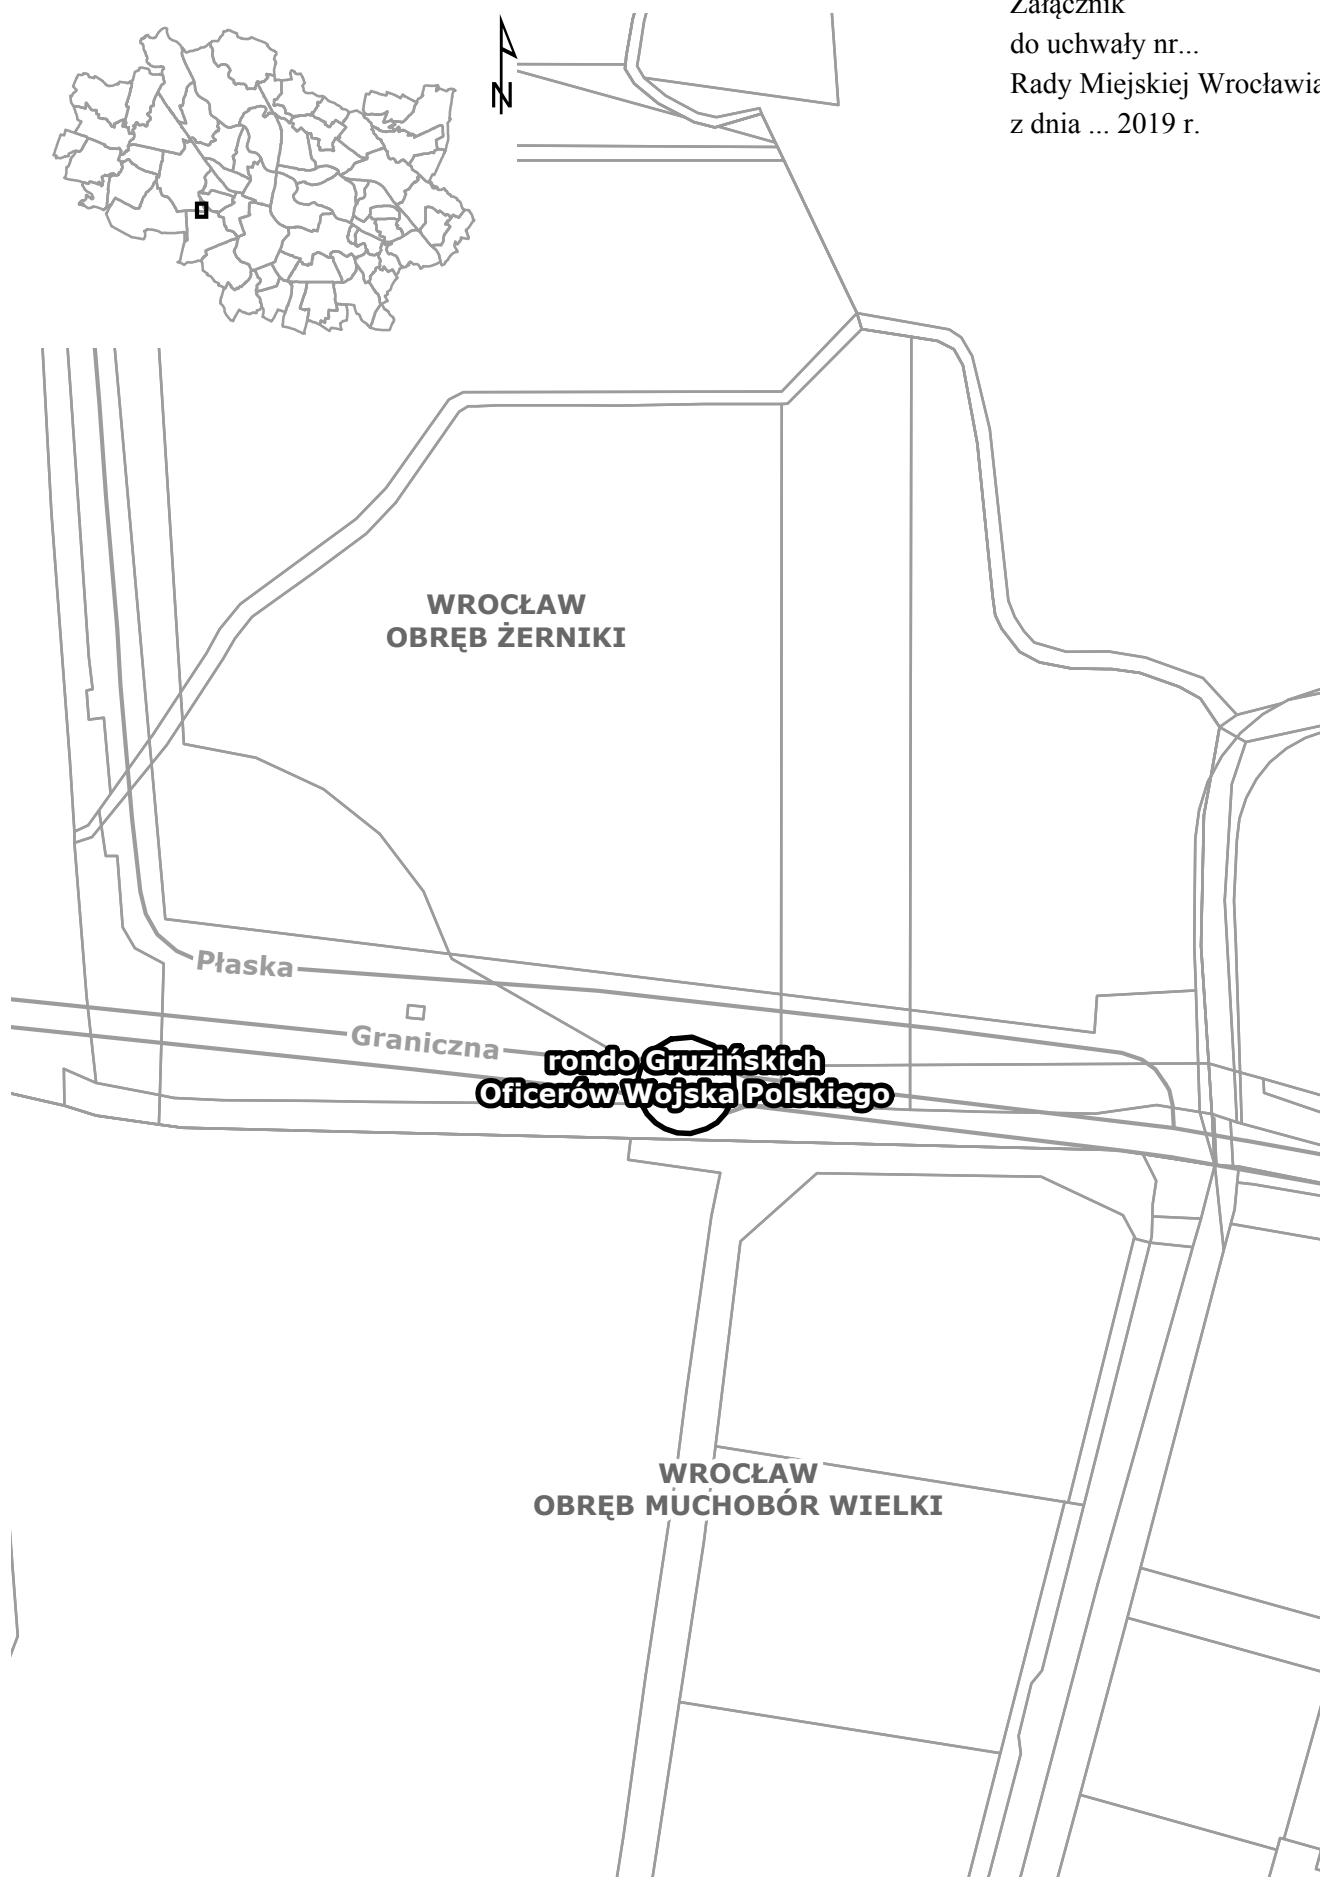 Załącznik
do uchwały nr...
Rady Miejskiej Wrocławia
z dnia ... 2019 r.
N
WROCŁAW
OBRĘB ŻERNIKI
Płaska
Graniczna
rondo Gruzińskich
Oficerów Wojska Polskiego
WROCŁAW
OBRĘB MUCHOBÓR WIELKI